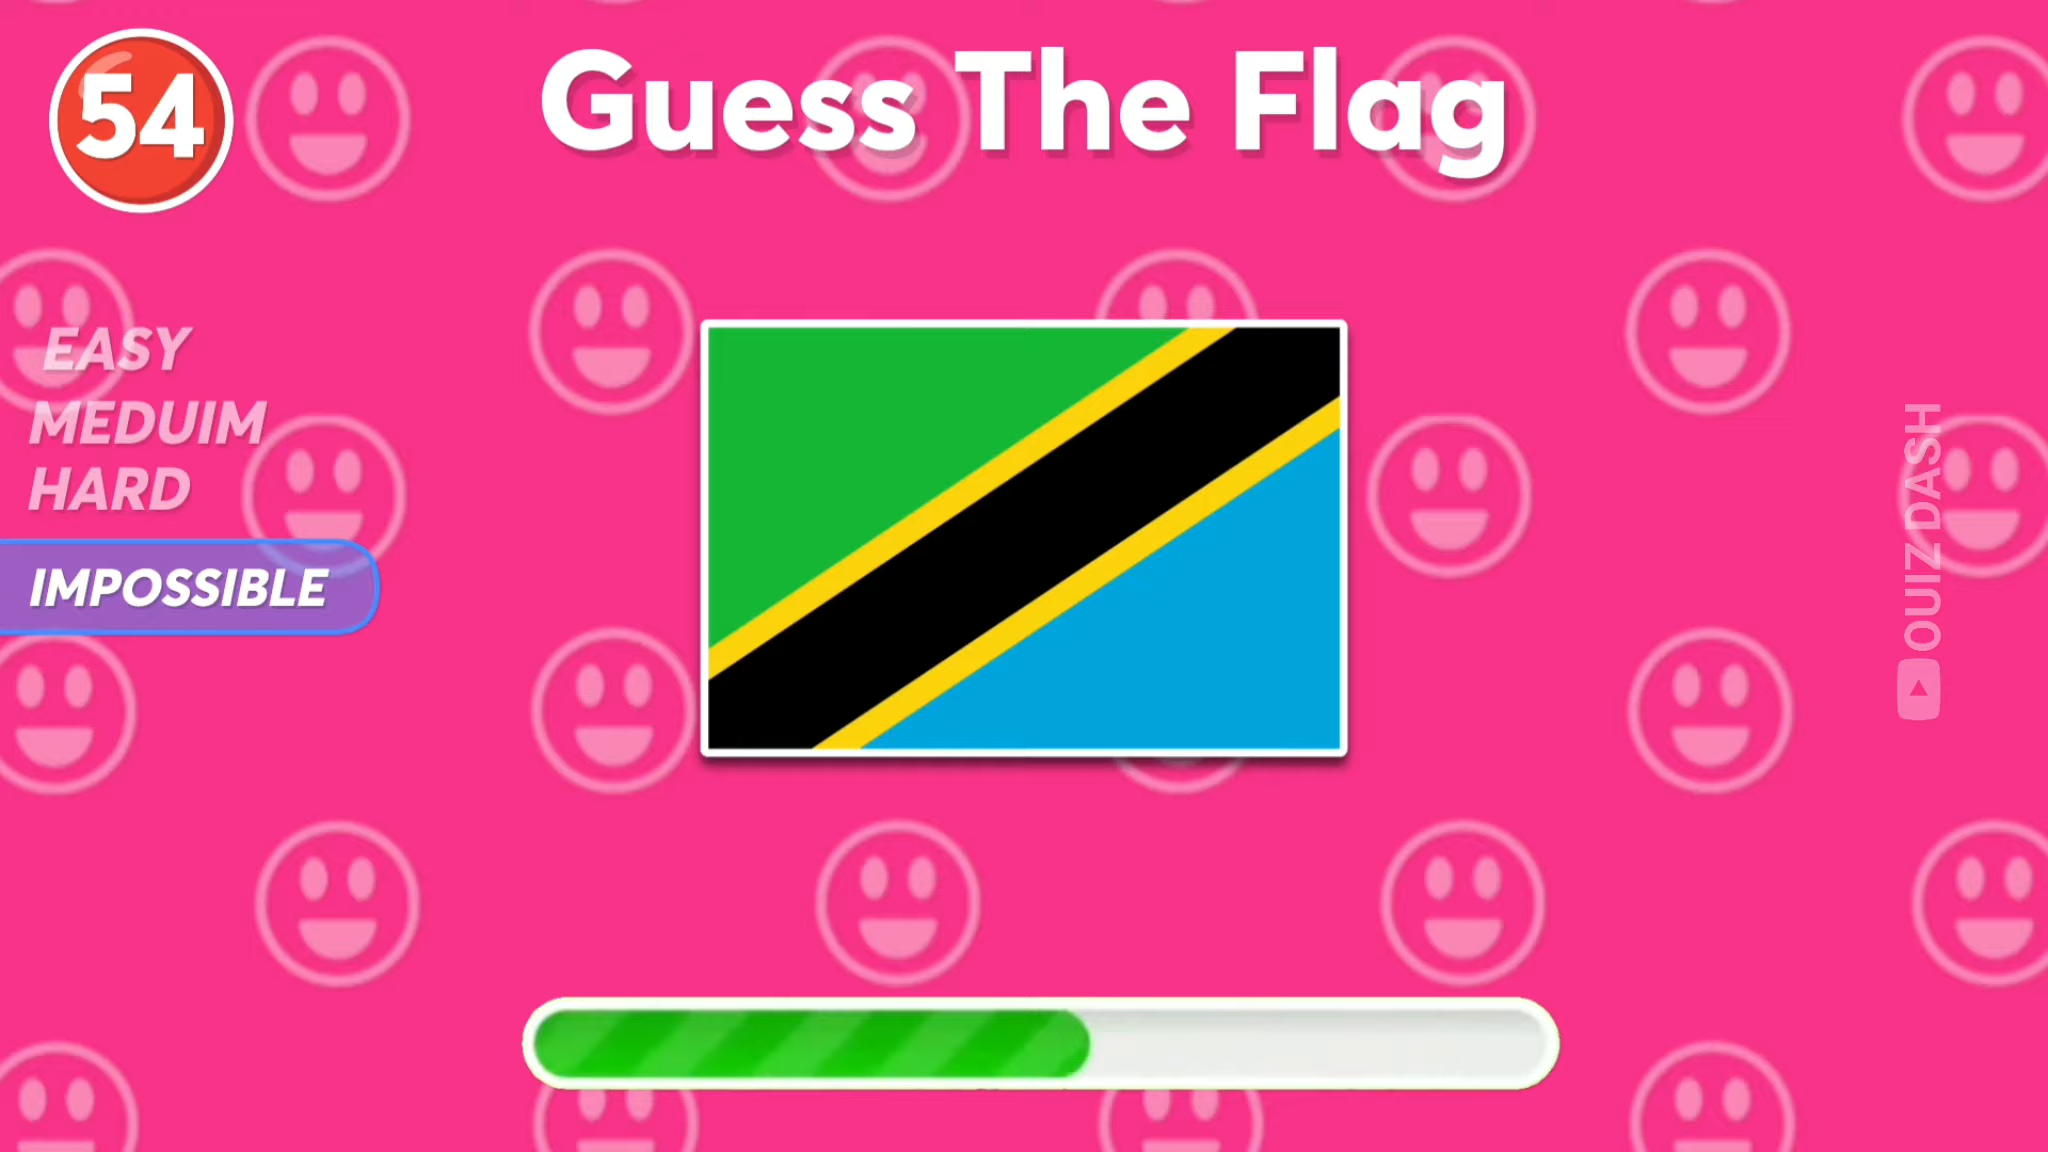 54
Guess The Flag
EASY
MEDUIM
HARD
IMPOSSIBLE
QUIZ DASH